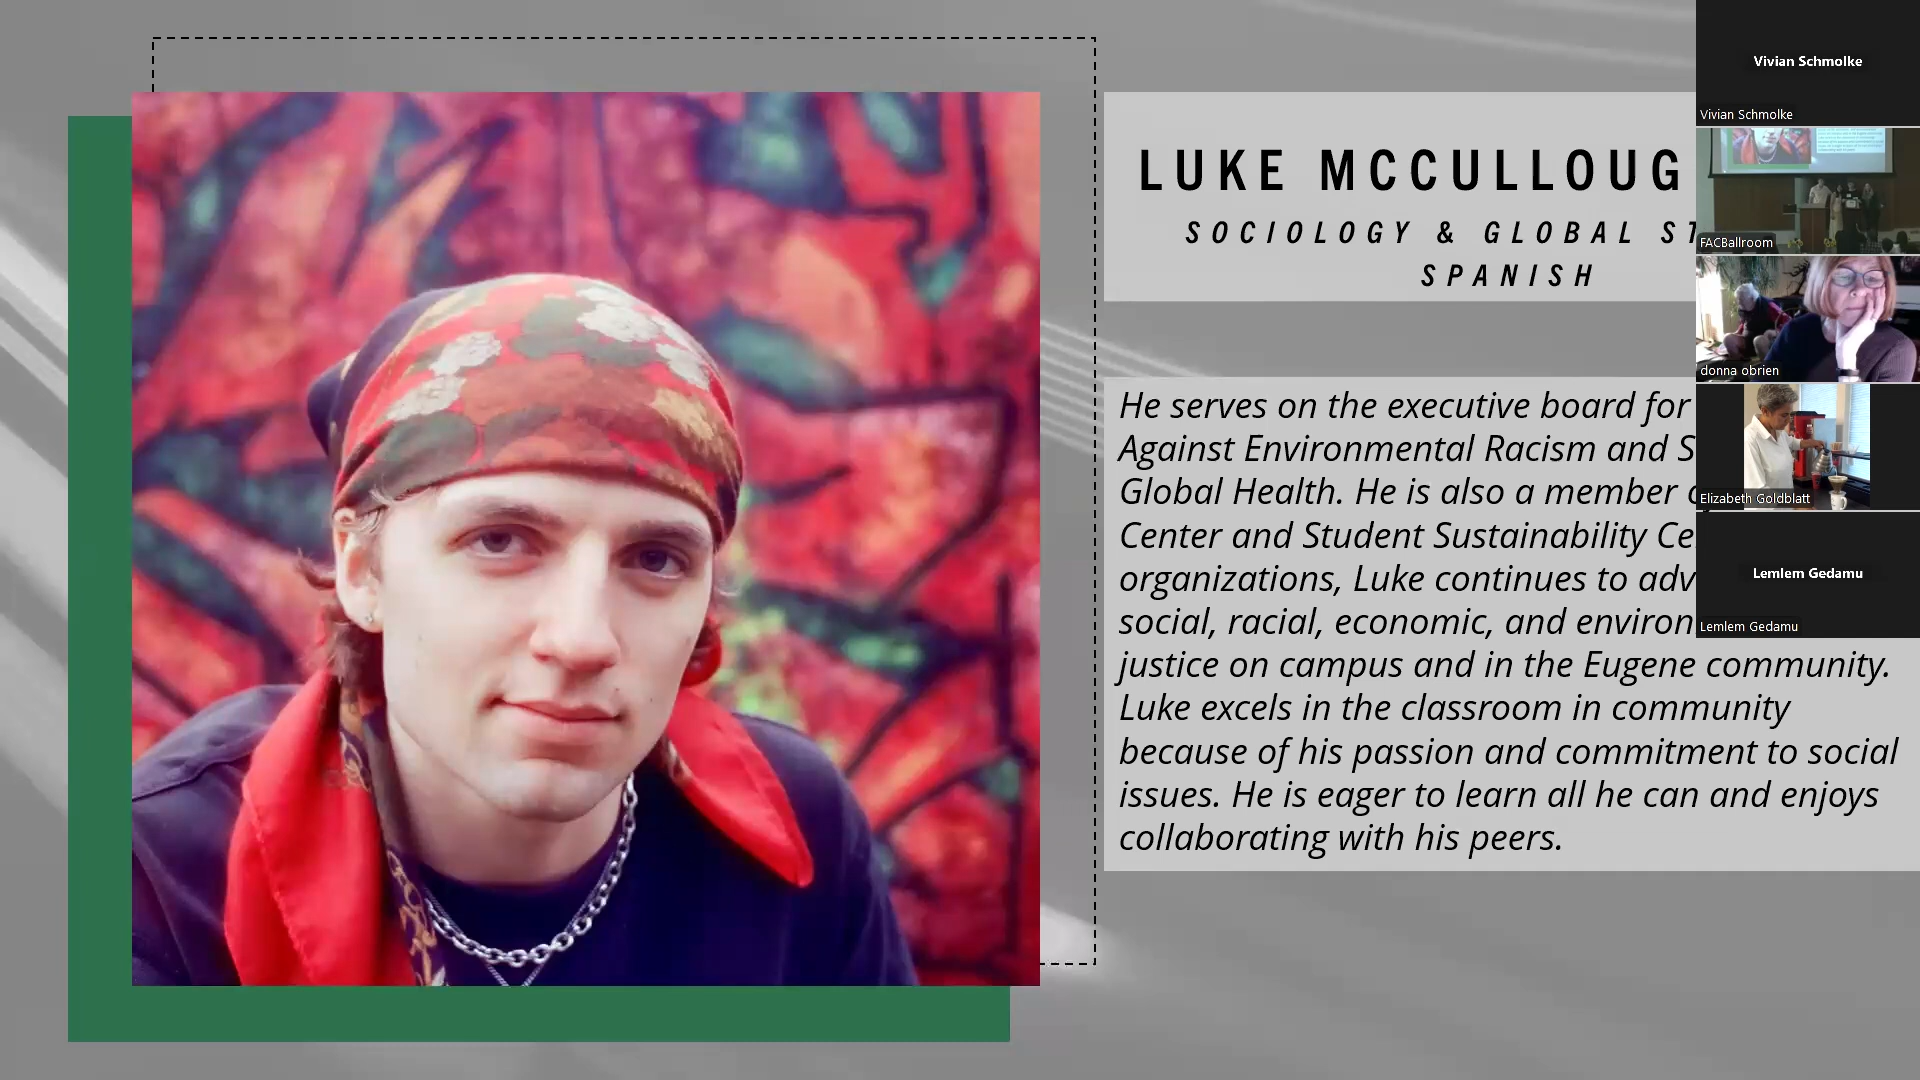 LUKE MCCULLOUG
SOCIOLOGY & GLOBAL ST
SPANISH
He serves on the executive board for
Against Environmental Racism and S
Global Health. He is also a member
Center and Student Sustainability Ce
organizations, Luke continues to adv
social, racial, economic, and environ
justice on campus and in the Eugene community.
Luke excels in the classroom in community
because of his passion and commitment to social
issues. He is eager to learn all he can and enjoys
collaborating with his peers.
Vivian Schmolke
Vivian Schmolke
FACBallroom
donna obrien
Elizabeth Goldblatt
Lemlem Gedamu
Lemlem Gedamu